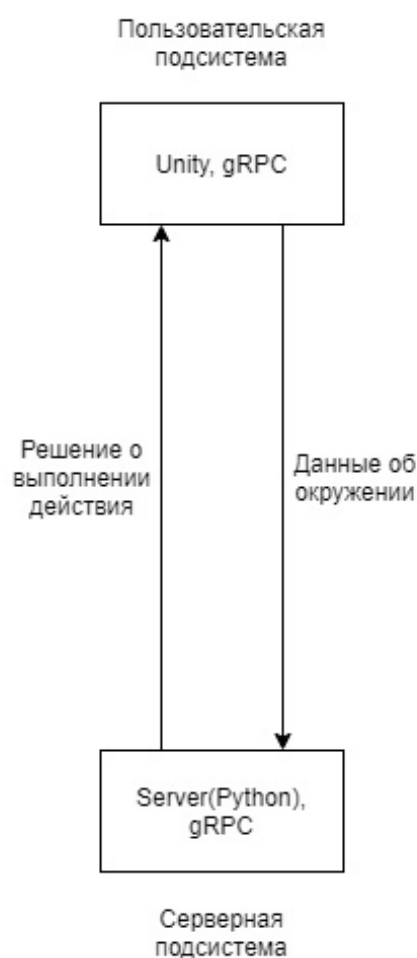 Пользовательская
подсистема
Unity, gRPC
Решение о
выполнении
действия
Данные об
окружении
Server(Python),
gRPC
Серверная
подсистема